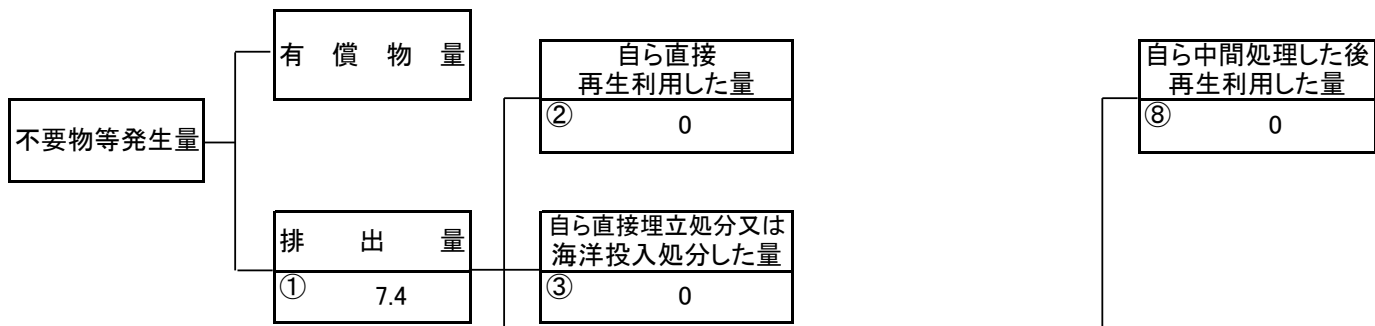 有償物量
自ら直接
再生利用した量
② 0
自ら中間処理した後
再生利用した量
⑧ 0
不要物等発生量
排出量
① 7.4
自ら直接埋立処分又は
海洋投入処分した量
③ 0